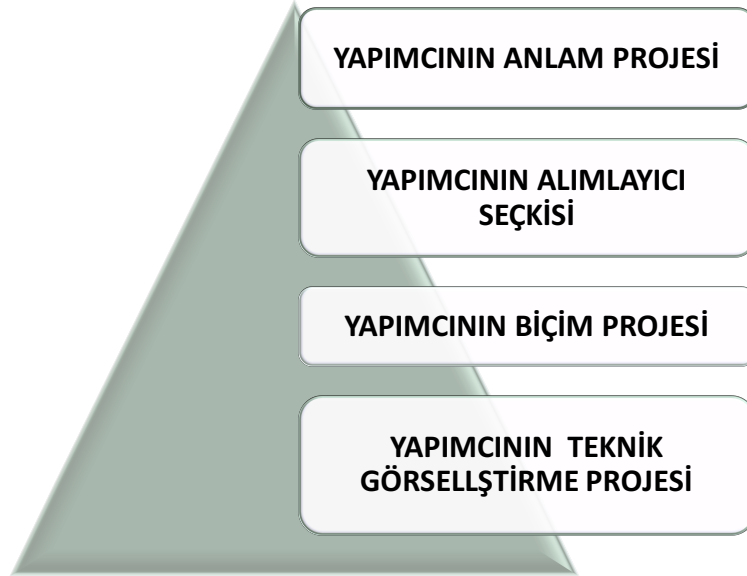 YAPIMCININ ANLAM PROJESİ
YAPIMCININ ALIMLAYICI
SEÇKİSİ
YAPIMCININ BİÇİM PROJESİ
YAPIMCININ  TEKNİK
GÖRSELLŞTİRME PROJESİ